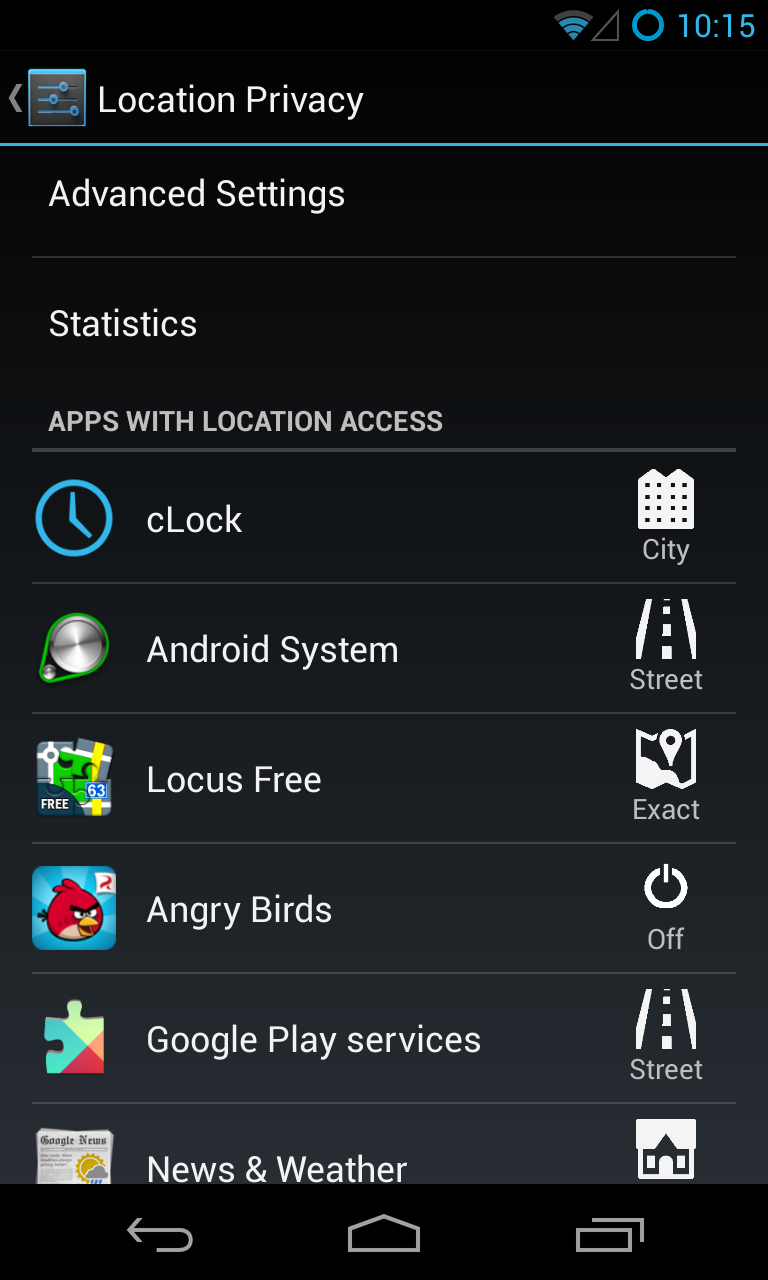 10:15
Location Privacy
Advanced Settings
Statistics
APPS WITH LOCATION ACCESS
cLock
City
Android System
Street
Locus Free
FREE
63
Exact
Angry Birds
Off
Google Play services
Street
Google News
News & Weather